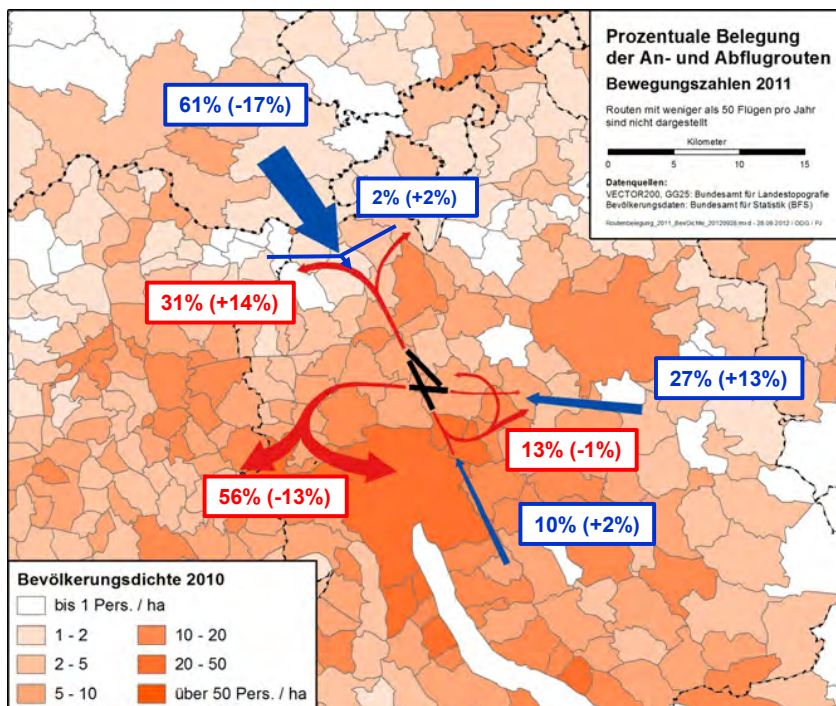 Prozentuale Belegung
der An- und Abflugrouten
Bewegungszahlen 2011
Routen mit weniger als 50 Flügen pro Jahr
sind nicht dargestellt
Kilometer
0 5 10 15
Datenquellen:
VECTOR200, GG25: Bundesamt für Landestopografie
Bevölkerungsdaten: Bundesamt für Statistik (BFS)
61% (-17%)
2% (+2%)
31% (+14%)
27% (+13%)
13% (-1%)
56% (-13%)
10% (+2%)
Bevölkerungsdichte 2010
bis 1 Pers. / ha
1 - 2
2 - 5
5 - 10
10 - 20
20 - 50
über 50 Pers. / ha